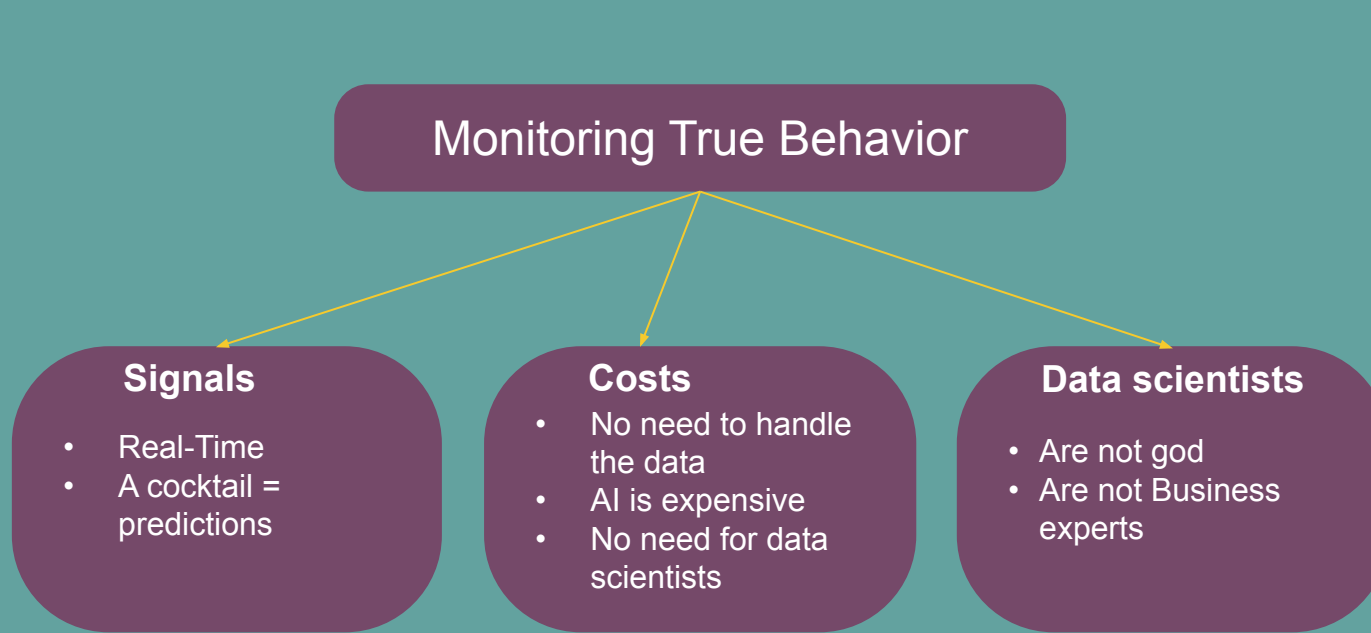 Monitoring True Behavior
Signals
• Real-Time
• A cocktail =
predictions
Costs
• No need to handle
the data
• AI is expensive
• No need for data
scientists
Data scientists
• Are not god
• Are not Business
experts